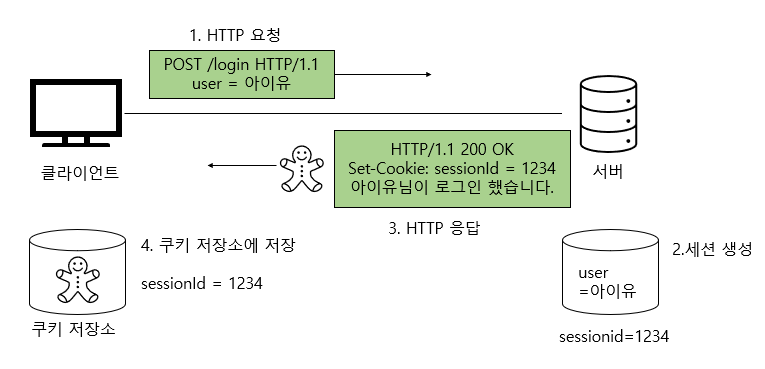 1. HTTP 요청
POST /login HTTP/1.1
user = 아이유
클라이언트
서버
HTTP/1.1 200 OK
Set-Cookie: sessionId = 1234
아이유님이 로그인 했습니다.
3. HTTP 응답
4. 쿠키 저장소에 저장
sessionId = 1234
쿠키 저장소
2.세션 생성
user
=아이유
sessionid=1234